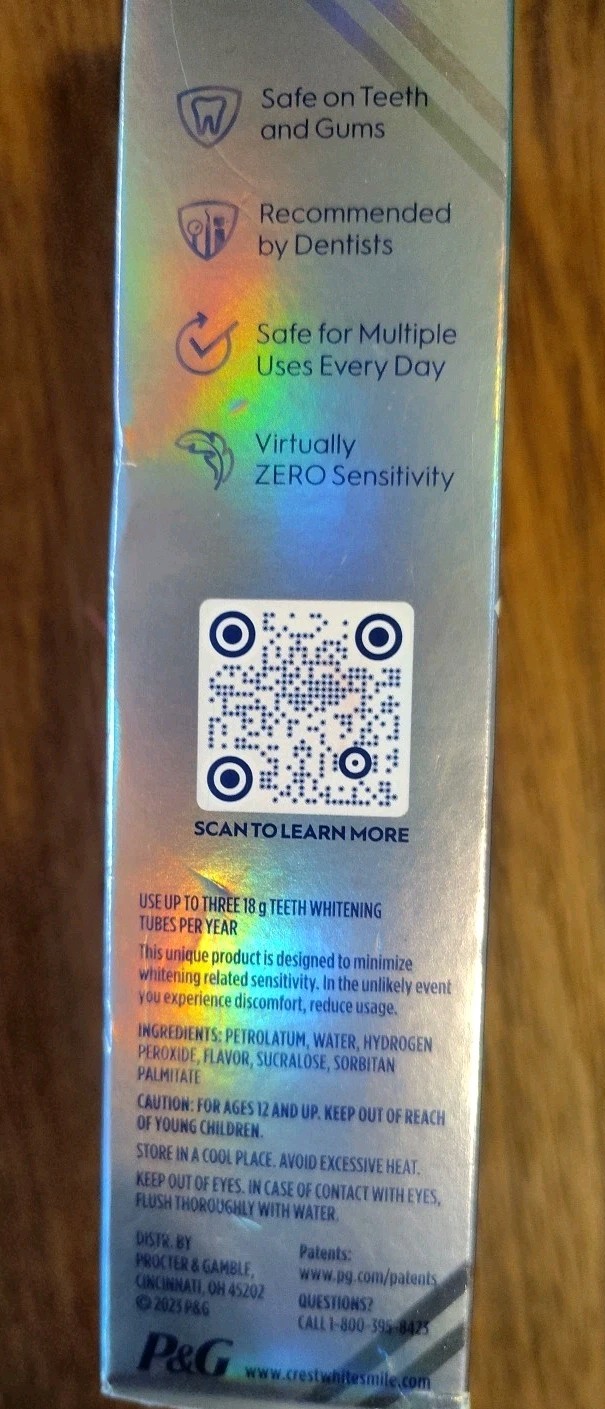 Safe on Teeth
and Gums
Recommended
by Dentists
Safe for Multiple
Uses Every Day
Virtually
ZERO Sensitivity
SCAN TO LEARN MORE
USE UP TO THREE 18 g TEETH WHITENING
TUBES PER YEAR
This unique product is designed to minimize
whitening related sensitivity. In the unlikely event
you experience discomfort, reduce usage.
INGREDIENTS: PETROLATUM, WATER, HYDROGEN
PEROXIDE, FLAVOR, SUCRALOSE, SORBITAN
PALMITATE
CAUTION: FOR AGES 12 AND UP. KEEP OUT OF REACH
OF YOUNG CHILDREN.
STORE IN A COOL PLACE. AVOID EXCESSIVE HEAT.
KEEP OUT OF EYES. IN CASE OF CONTACT WITH EYES,
FLUSH THOROUGHLY WITH WATER.
DISTR. BY
PROCTER & GAMBLE,
CINCINNATI, OH 45202
© 2023 P&G
Patents:
www.pg.com/patents
QUESTIONS?
CALL 1-800-395-8423
P&G
www.crestwhitesmile.com